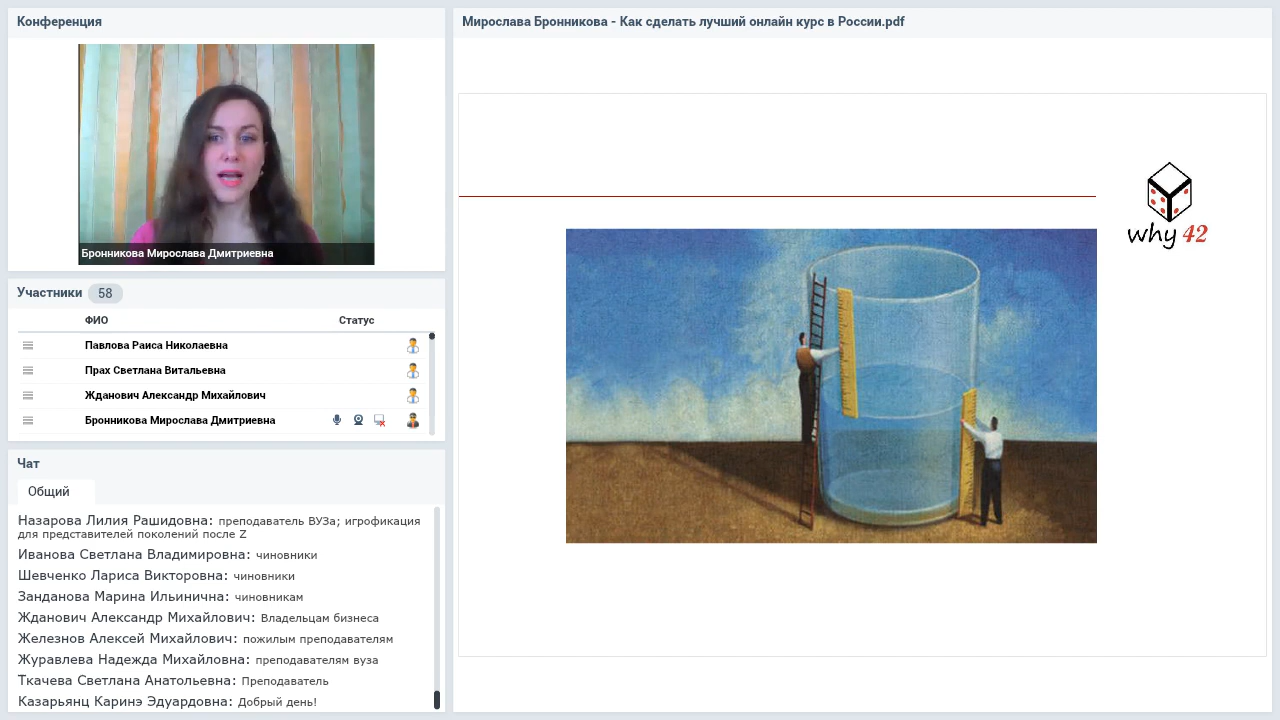 Конференция
Бронникова Мирослава Дмитриевна
Участники 58
ФИО Статус
Павлова Раиса Николаевна
Прах Светлана Витальевна
Жданович Александр Михайлович
Бронникова Мирослава Дмитриевна
Чат
Общий
Назарова Лилия Рашидовна: преподаватель ВУЗа; игрофикация
для представителей поколений после Z
Иванова Светлана Владимировна: чиновники
Шевченко Лариса Викторовна: чиновники
Занданова Марина Ильинична: чиновникам
Жданович Александр Михайлович: Владельцам бизнеса
Железнов Алексей Михайлович: пожилым преподавателям
Журавлева Надежда Михайловна: преподавателям вуза
Ткачева Светлана Анатольевна: Преподаватель
Казарьянц Каринэ Эдуардовна: Добрый день!
Мирослава Бронникова - Как сделать лучший онлайн курс в России.pdf
why 42